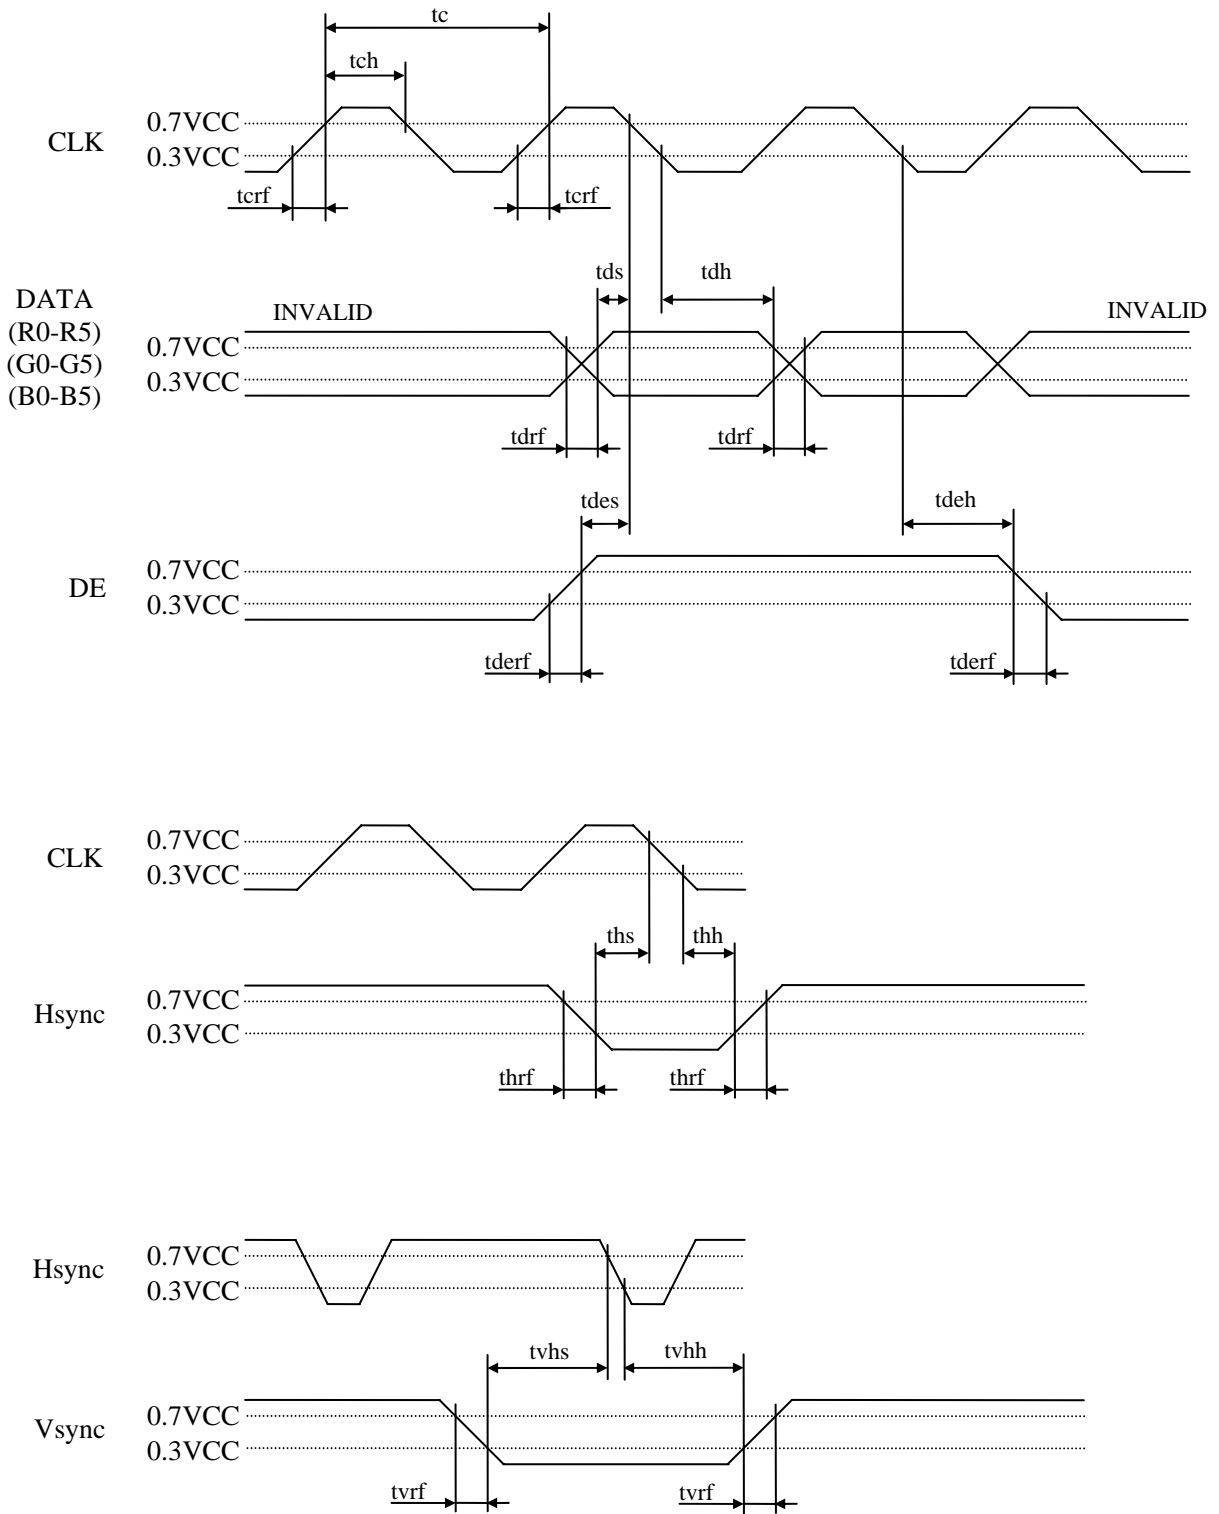 tc
tch
CLK
0.7VCC
0.3VCC
tcrf
tcrf
tds
tdh
DATA
(R0-R5)
(G0-G5)
(B0-B5)
INVALID
INVALID
0.7VCC
0.3VCC
tdrf
tdrf
tdes
tdeh
DE
0.7VCC
0.3VCC
tderf
tderf
CLK
0.7VCC
0.3VCC
ths
thh
Hsync
0.7VCC
0.3VCC
thrf
thrf
Hsync
0.7VCC
0.3VCC
tvhs
tvhh
Vsync
0.7VCC
0.3VCC
tvrf
tvrf